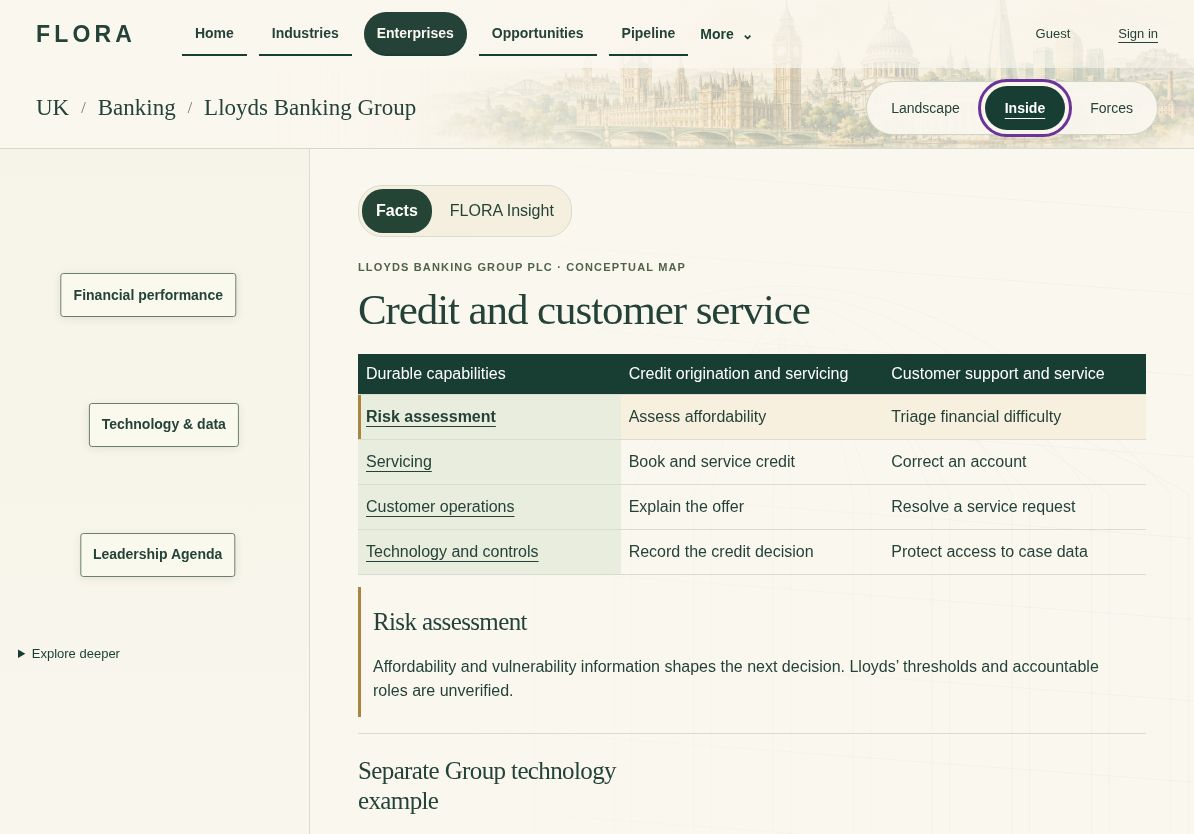 FLORA
Home
Industries
Enterprises
Opportunities
Pipeline
More
Guest
Sign in
UK / Banking / Lloyds Banking Group
Landscape
Inside
Forces
Facts
FLORA Insight
Financial performance
Technology & data
Leadership Agenda
Explore deeper
LLOYDS BANKING GROUP PLC · CONCEPTUAL MAP
Credit and customer service
Durable capabilities
Credit origination and servicing
Customer support and service
Risk assessment
Assess affordability
Triage financial difficulty
Servicing
Book and service credit
Correct an account
Customer operations
Explain the offer
Resolve a service request
Technology and controls
Record the credit decision
Protect access to case data
Risk assessment
Affordability and vulnerability information shapes the next decision. Lloyds’ thresholds and accountable
roles are unverified.
Separate Group technology
example